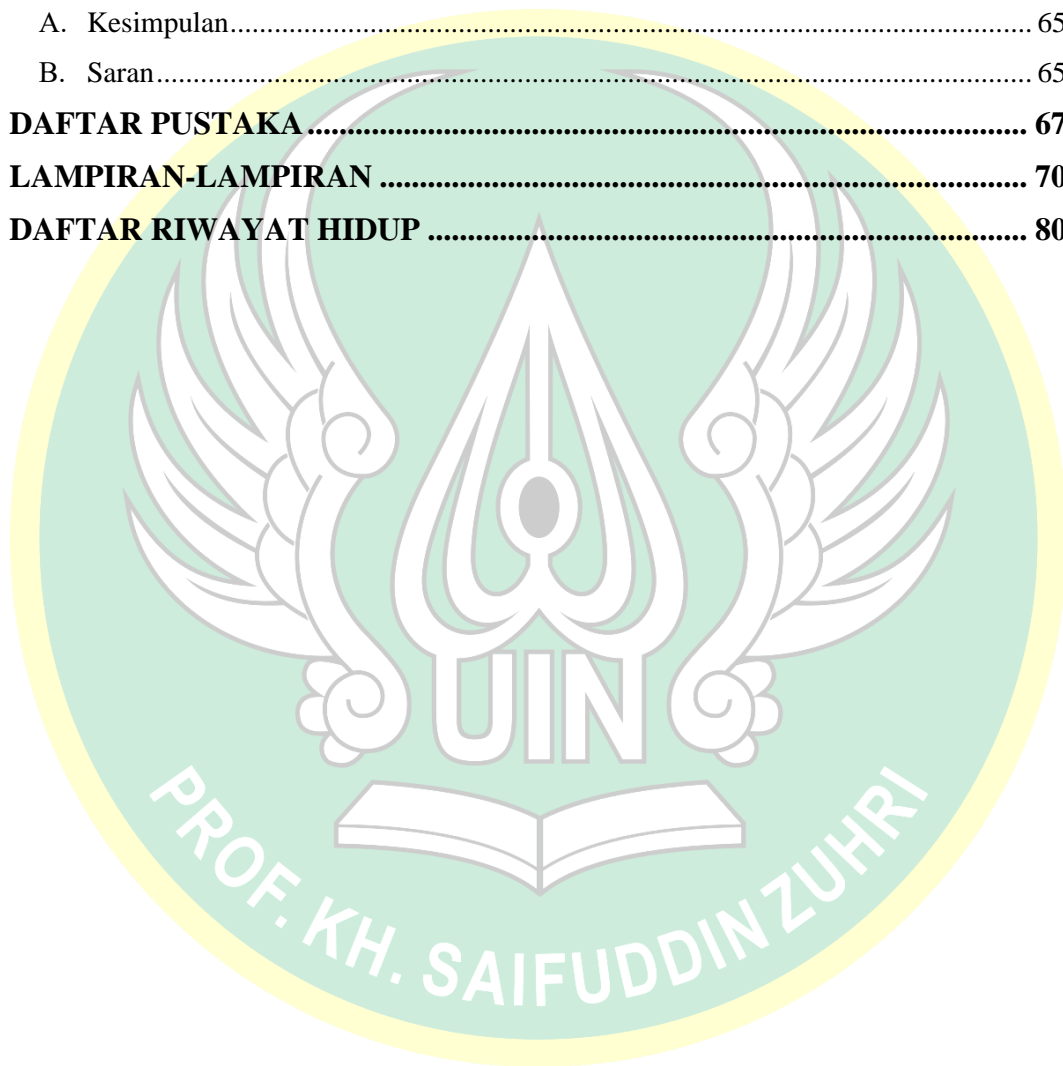 A. Kesimpulan........................................................................................................ 65
B. Saran.................................................................................................................. 65
DAFTAR PUSTAKA ........................................................................................ 67
LAMPIRAN-LAMPIRAN ............................................................................... 70
DAFTAR RIWAYAT HIDUP ......................................................................... 80
UIN
PROF. KH. SAIFUDDIN ZUHRI